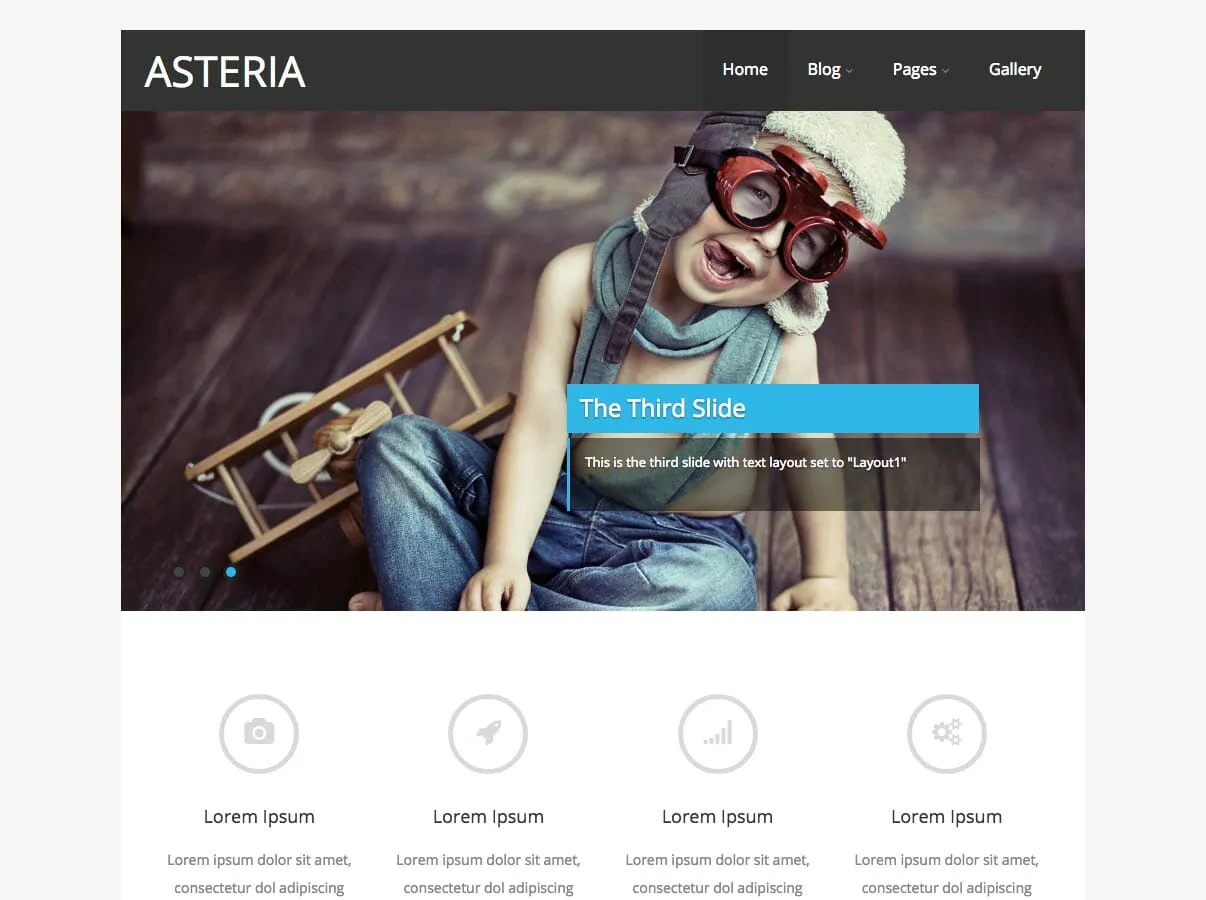 ASTERIA
Home Blog Pages Gallery
The Third Slide
This is the third slide with text layout set to "Layout1"
Lorem Ipsum
Lorem ipsum dolor sit amet,
consectetur dol adipiscing
Lorem Ipsum
Lorem ipsum dolor sit amet,
consectetur dol adipiscing
Lorem Ipsum
Lorem ipsum dolor sit amet,
consectetur dol adipiscing
Lorem Ipsum
Lorem ipsum dolor sit amet,
consectetur dol adipiscing